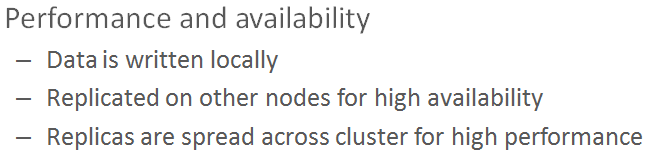 Performance and availability
– Data is written locally
– Replicated on other nodes for high availability
– Replicas are spread across cluster for high performance